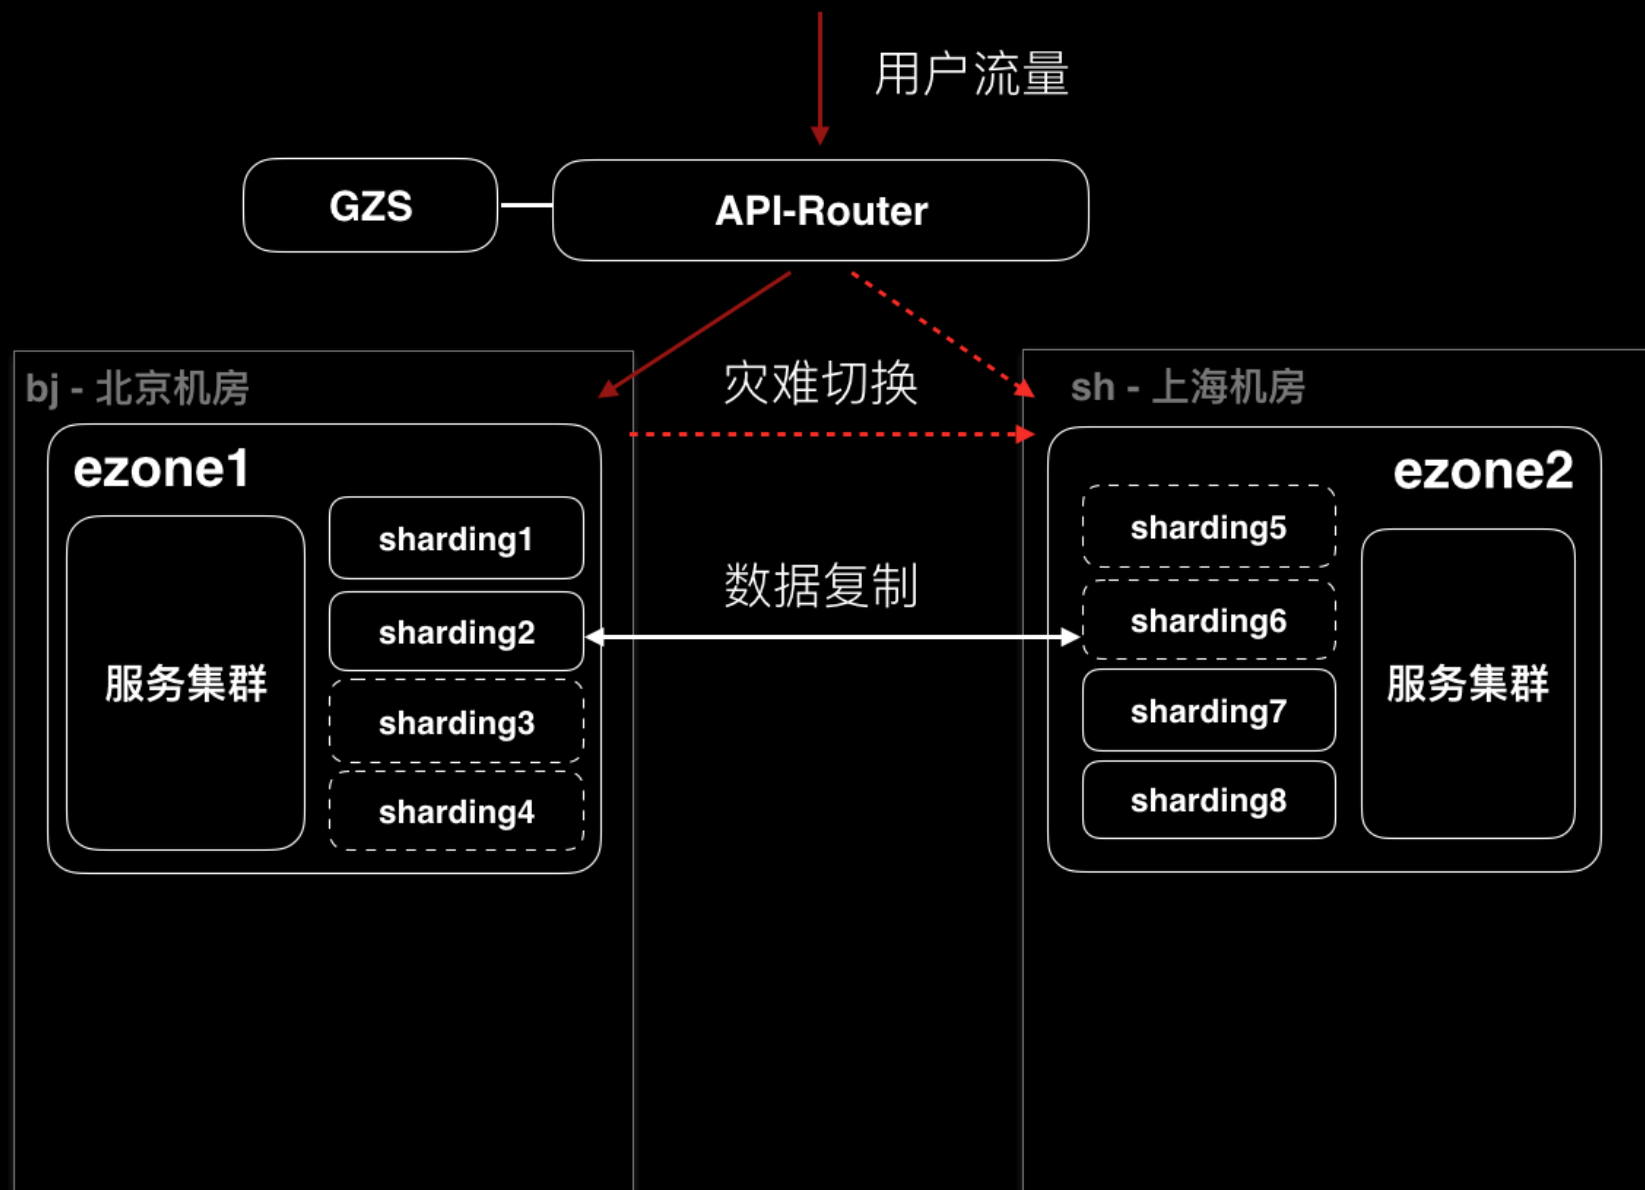 用户流量
GZS
API-Router
灾难切换
bj - 北京机房
ezone1
服务集群
sharding1
sharding2
sharding3
sharding4
数据复制
sh - 上海机房
ezone2
sharding5
sharding6
sharding7
sharding8
服务集群